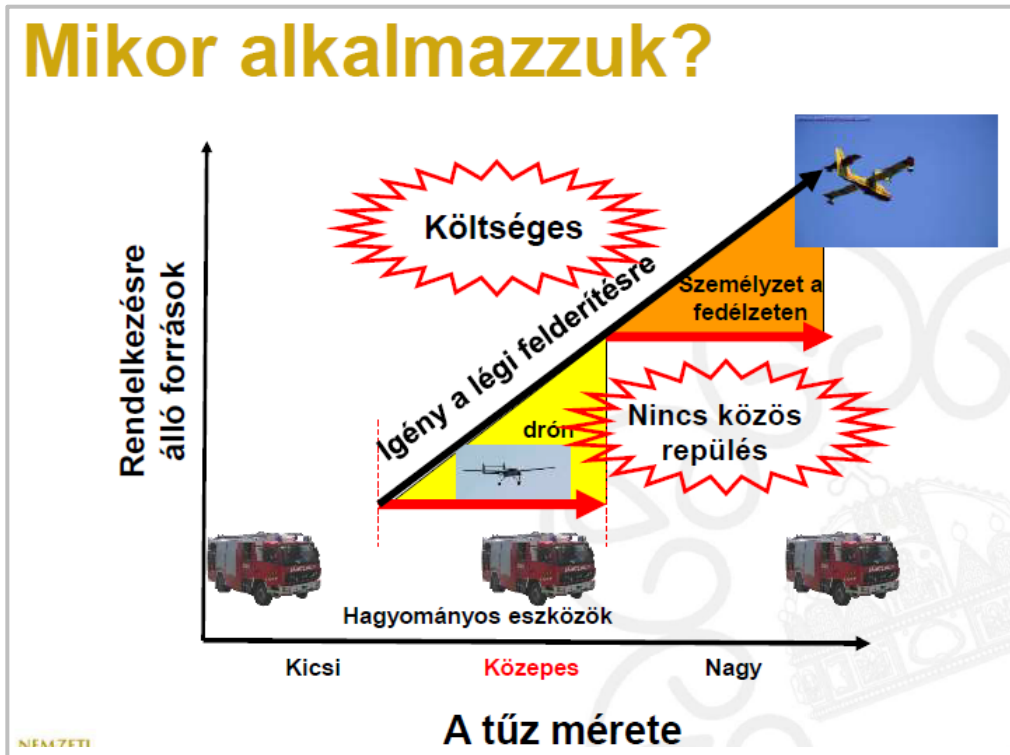 Mikor alkalmazzuk?
Rendelkezésre
álló források
Költséges
Igény a légi felderítésre
Személyzet a
fedélzeten
drón
Nincs közös
repülés
Hagyományos eszközök
Kicsi
Közepes
Nagy
A tűz mérete
NEMZETI